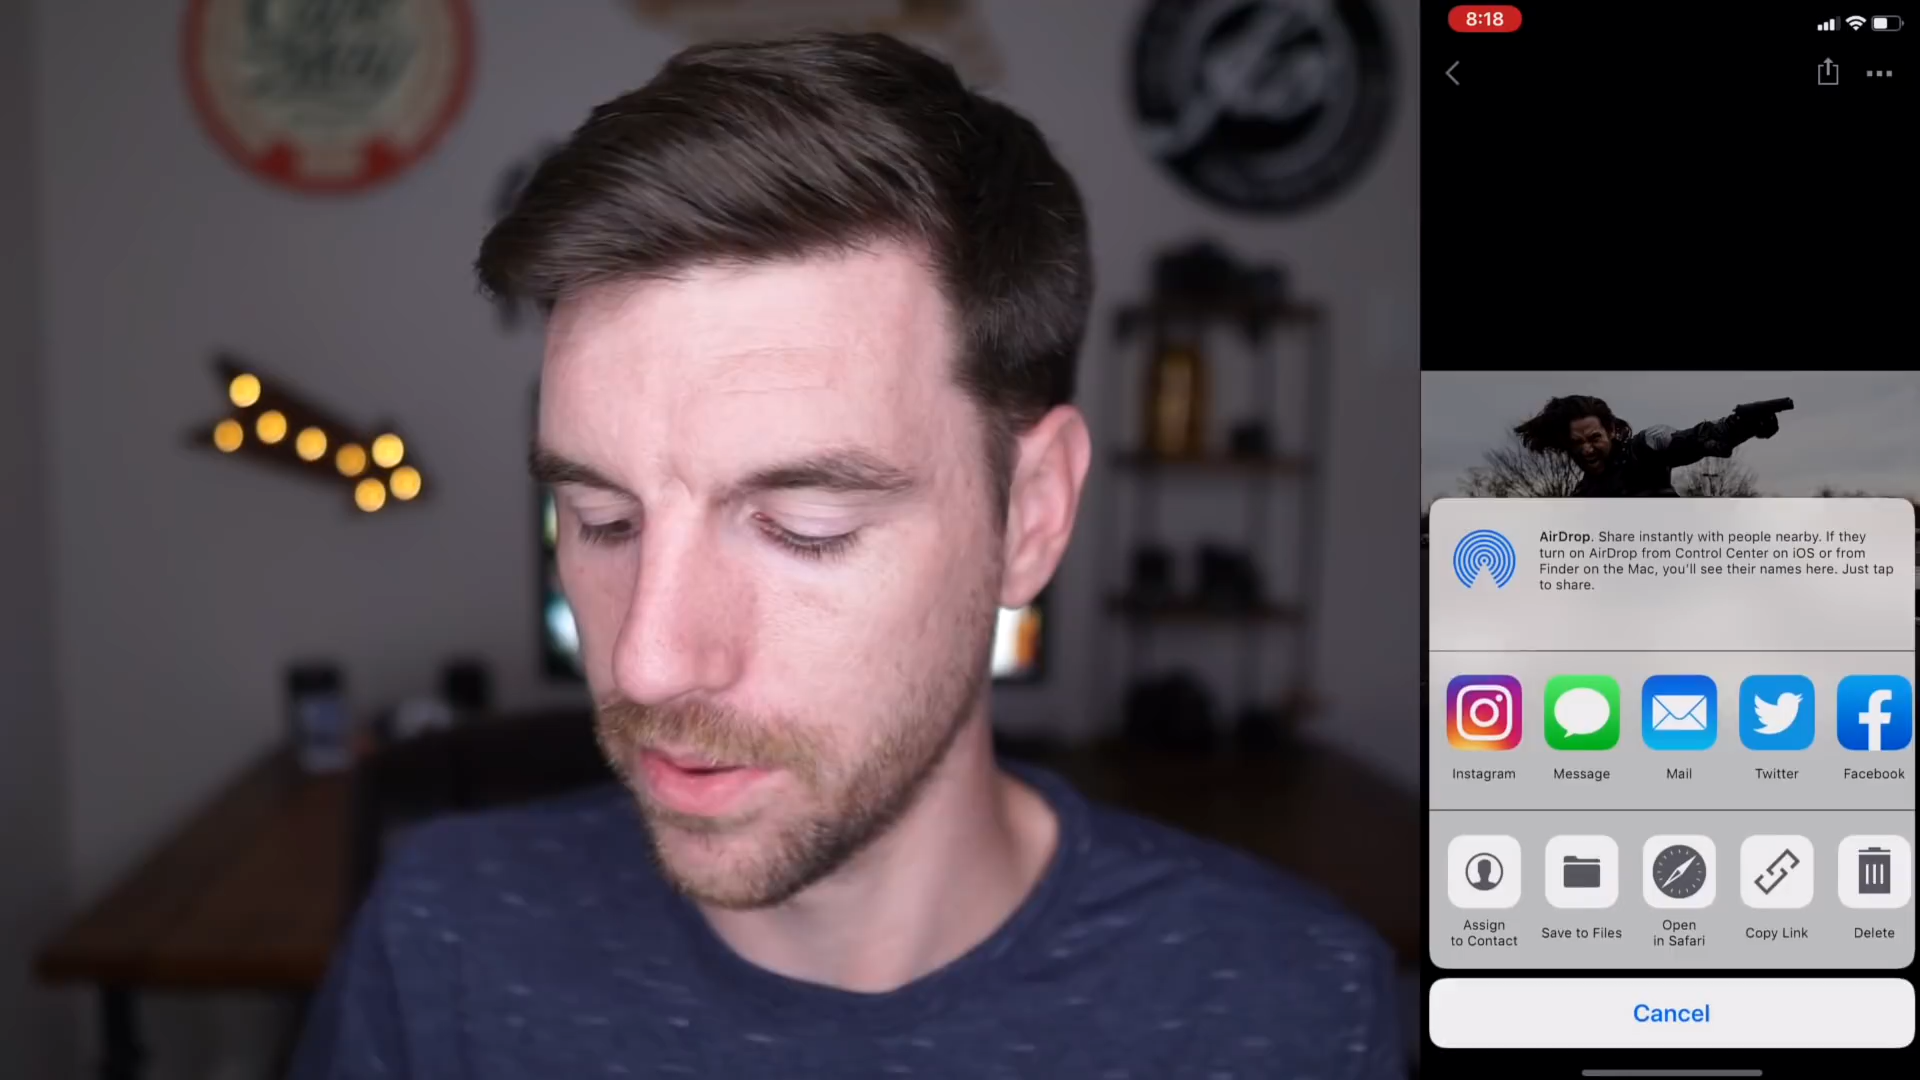 8:18
AirDrop. Share instantly with people nearby. If they
turn on AirDrop from Control Center on iOS or from
Finder on the Mac, you'll see their names here. Just tap
to share.
Instagram
Message
Mail
Twitter
Facebook
Assign
to Contact
Save to Files
Open
in Safari
Copy Link
Delete
Cancel